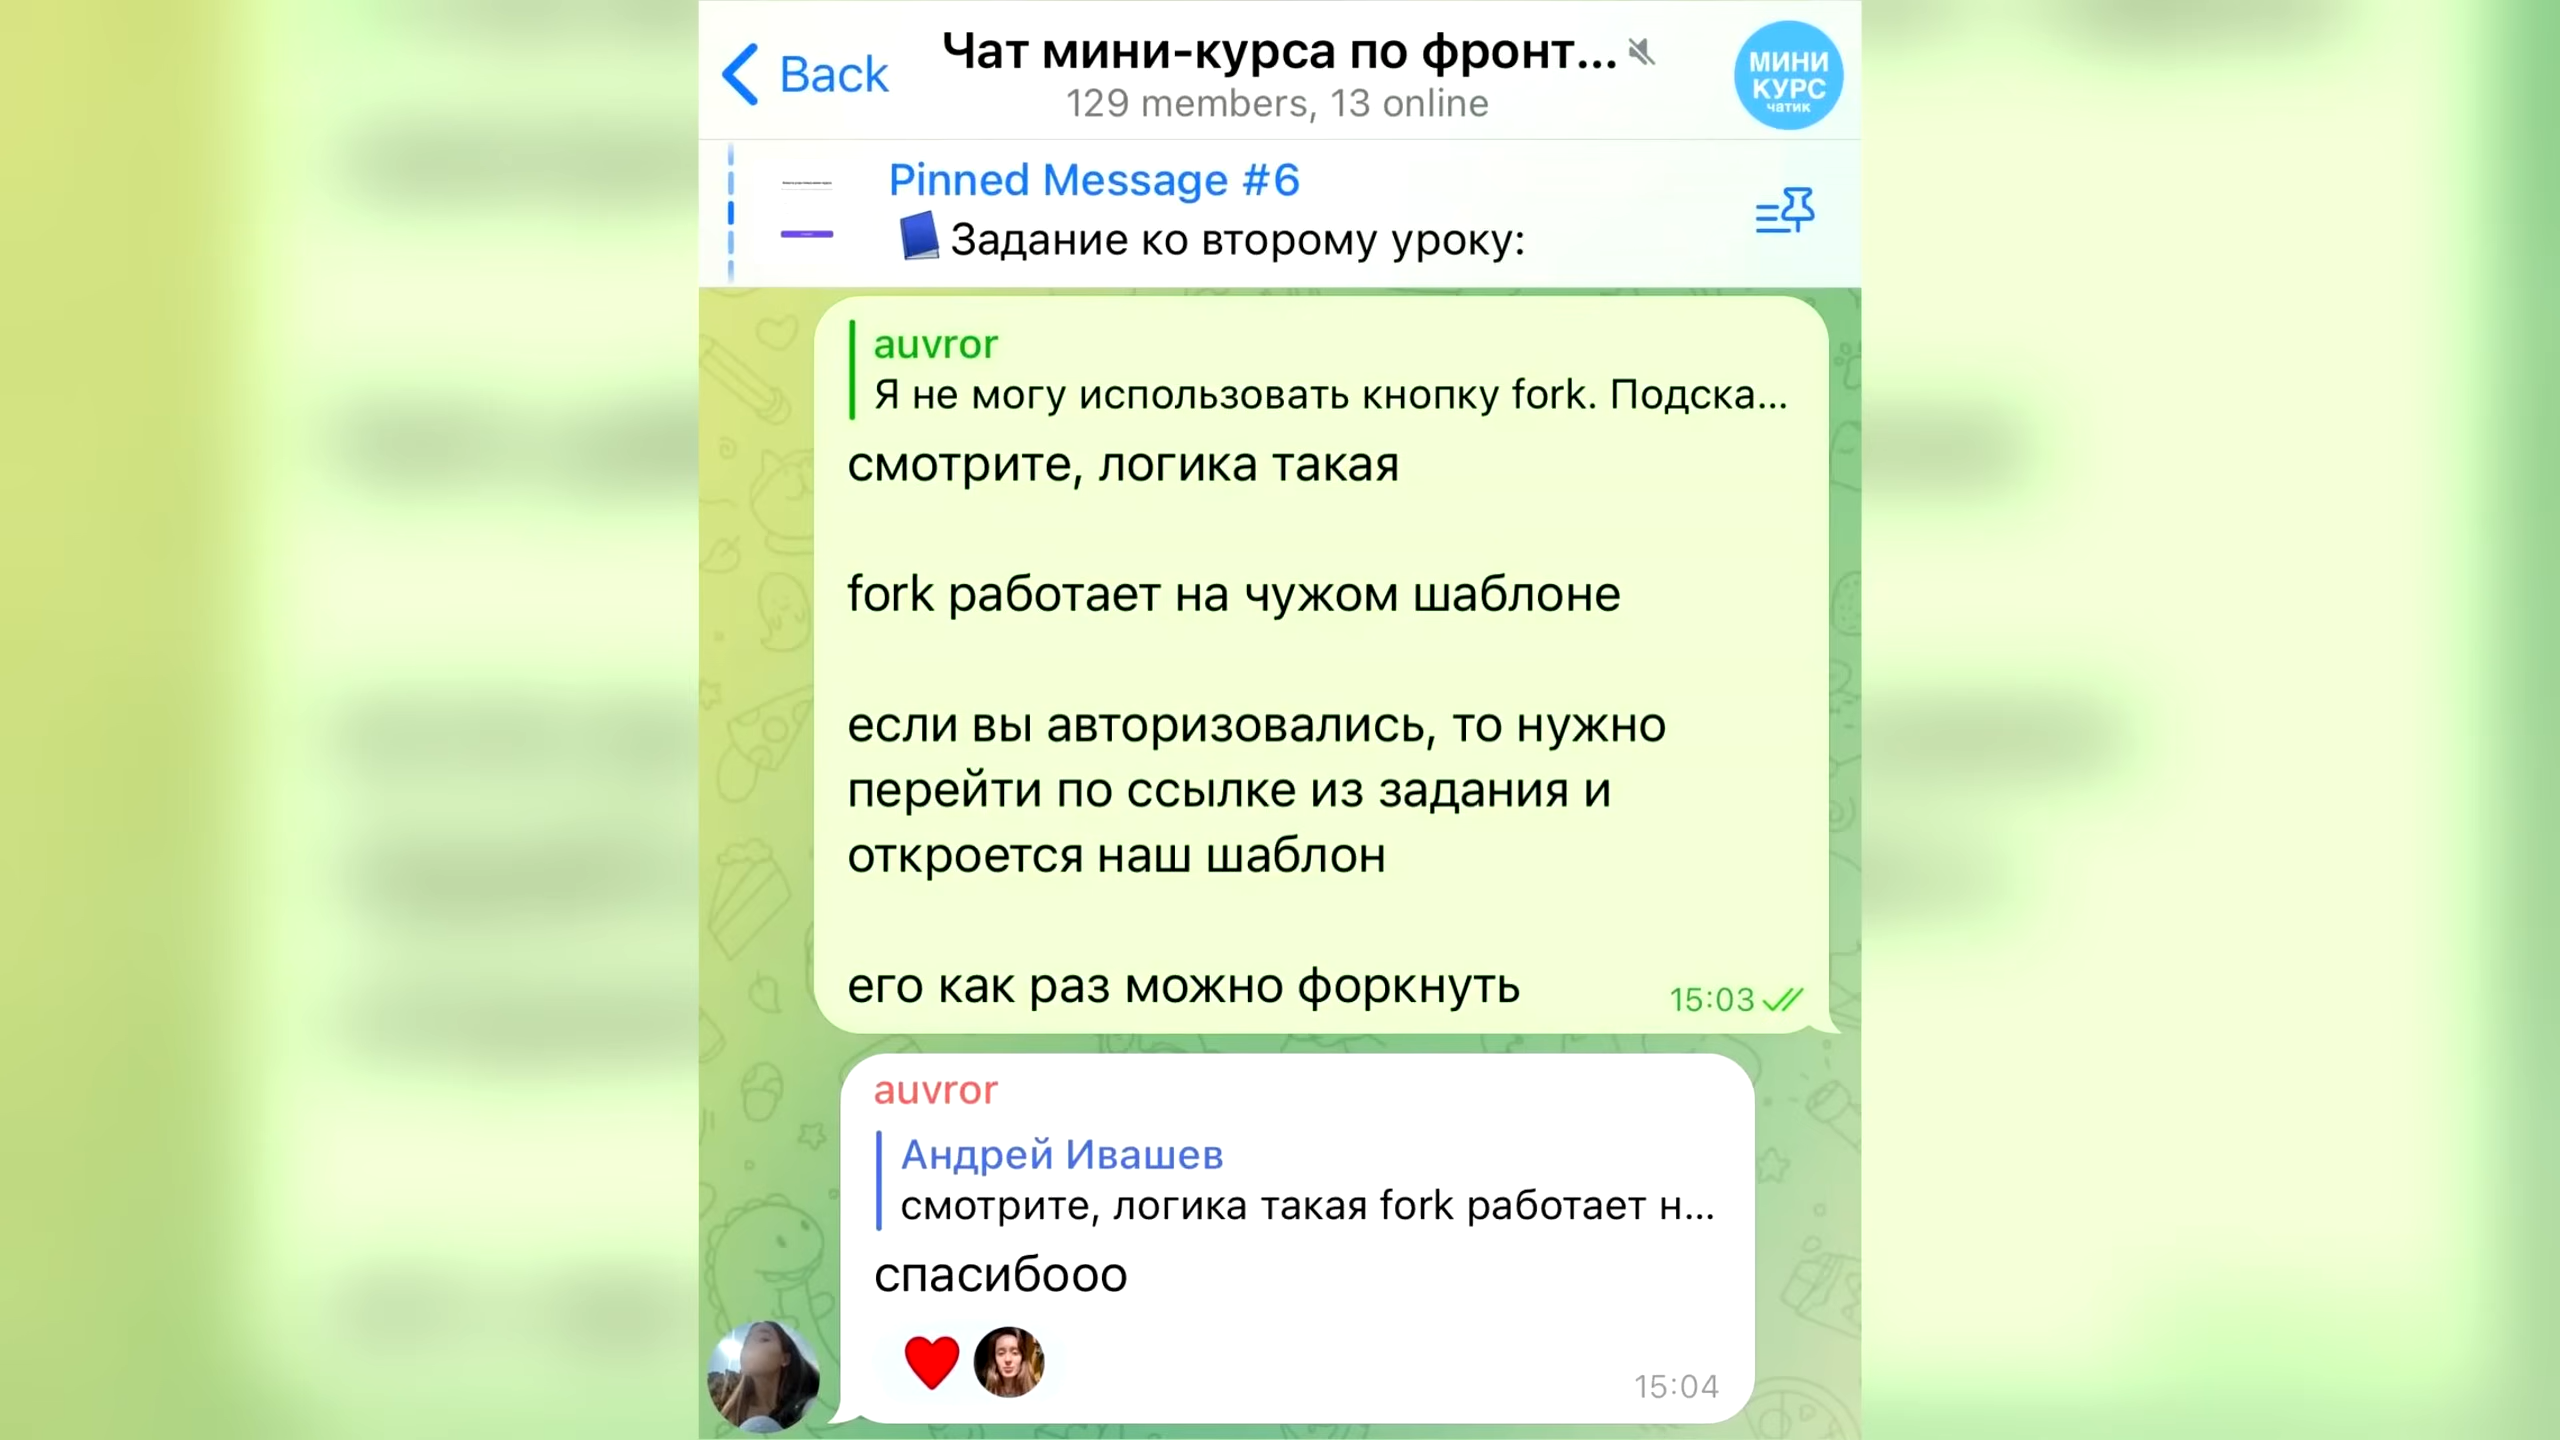 Back
Чат мини-курса по фронт...
129 members, 13 online
МИНИ
КУРС
чатик
Pinned Message #6
Задание ко второму уроку:
auvror
Я не могу использовать кнопку fork. Подска...
смотрите, логика такая
fork работает на чужом шаблоне
если вы авторизовались, то нужно
перейти по ссылке из задания и
откроется наш шаблон
его как раз можно форкнуть
15:03
auvror
Андрей Ивашев
смотрите, логика такая fork работает н...
спасибооо
15:04